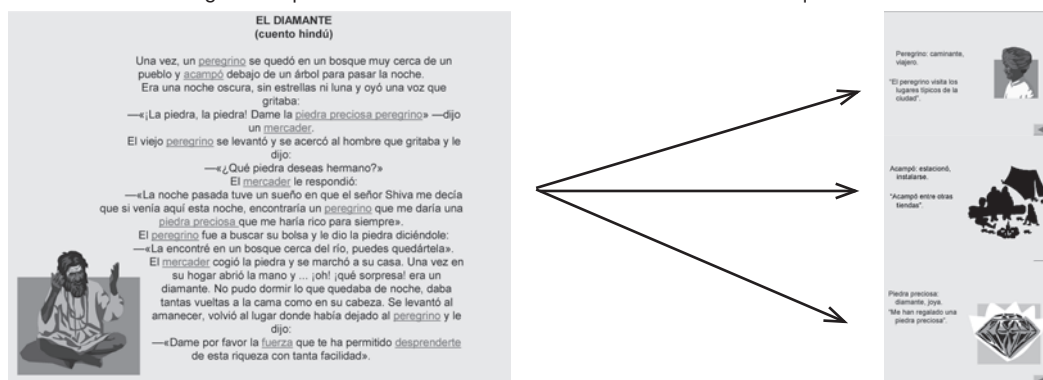 EL DIAMANTE
(cuento hindú)
Una vez, un peregrino se quedó en un bosque muy cerca de un
pueblo y acampó debajo de un árbol para pasar la noche.
Era una noche oscura, sin estrellas ni luna y oyó una voz que
gritaba:
—«¡La piedra, la piedra! Dame la piedra preciosa peregrino» —dijo
un mercader.
El viejo peregrino se levantó y se acercó al hombre que gritaba y le
dijo:
—«¿Qué piedra deseas hermano?»
El mercader le respondió:
—«La noche pasada tuve un sueño en que el señor Shiva me decía
que si venía aquí esta noche, encontraría un peregrino que me daría una
piedra preciosa que me haría rico para siempre».
El peregrino fue a buscar su bolsa y le dio la piedra diciéndole:
—«La encontré en un bosque cerca del río, puedes quedártela».
El mercader cogió la piedra y se marchó a su casa. Una vez en
su hogar abrió la mano y ... ¡oh! ¡qué sorpresa! era un
diamante. No pudo dormir lo que quedaba de noche, daba
tantas vueltas a la cama como en su cabeza. Se levantó al
amanecer, volvió al lugar donde había dejado al peregrino y le
dijo:
—«Dame por favor la fuerza que te ha permitido desprenderte
de esta riqueza con tanta facilidad».
Peregrino: caminante,
viajero.
"El peregrino visita los
lugares típicos de la
ciudad".
Acampó: estacionó,
instalarse.
"Acampó entre otras
tiendas".
Piedra preciosa:
diamante, joya.
"Me han regalado una
piedra preciosa".